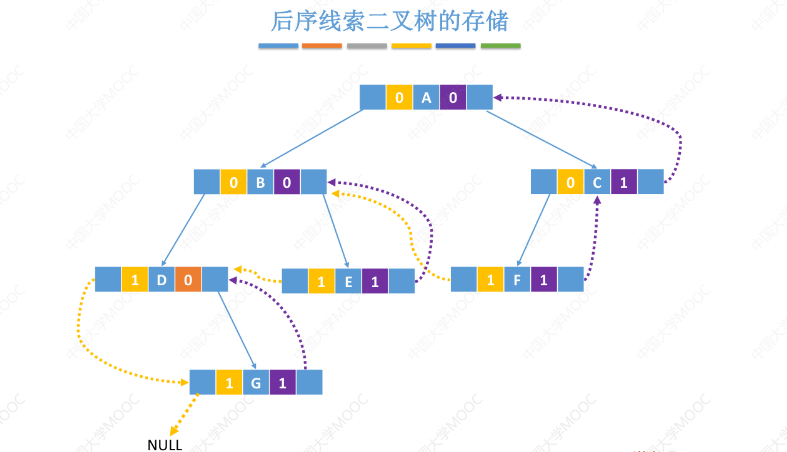 后序线索二叉树的存储
0 A 0
0 B 0
0 C 1
1 D 0
1 E 1
1 F 1
1 G 1
NULL
中国大学MOOC